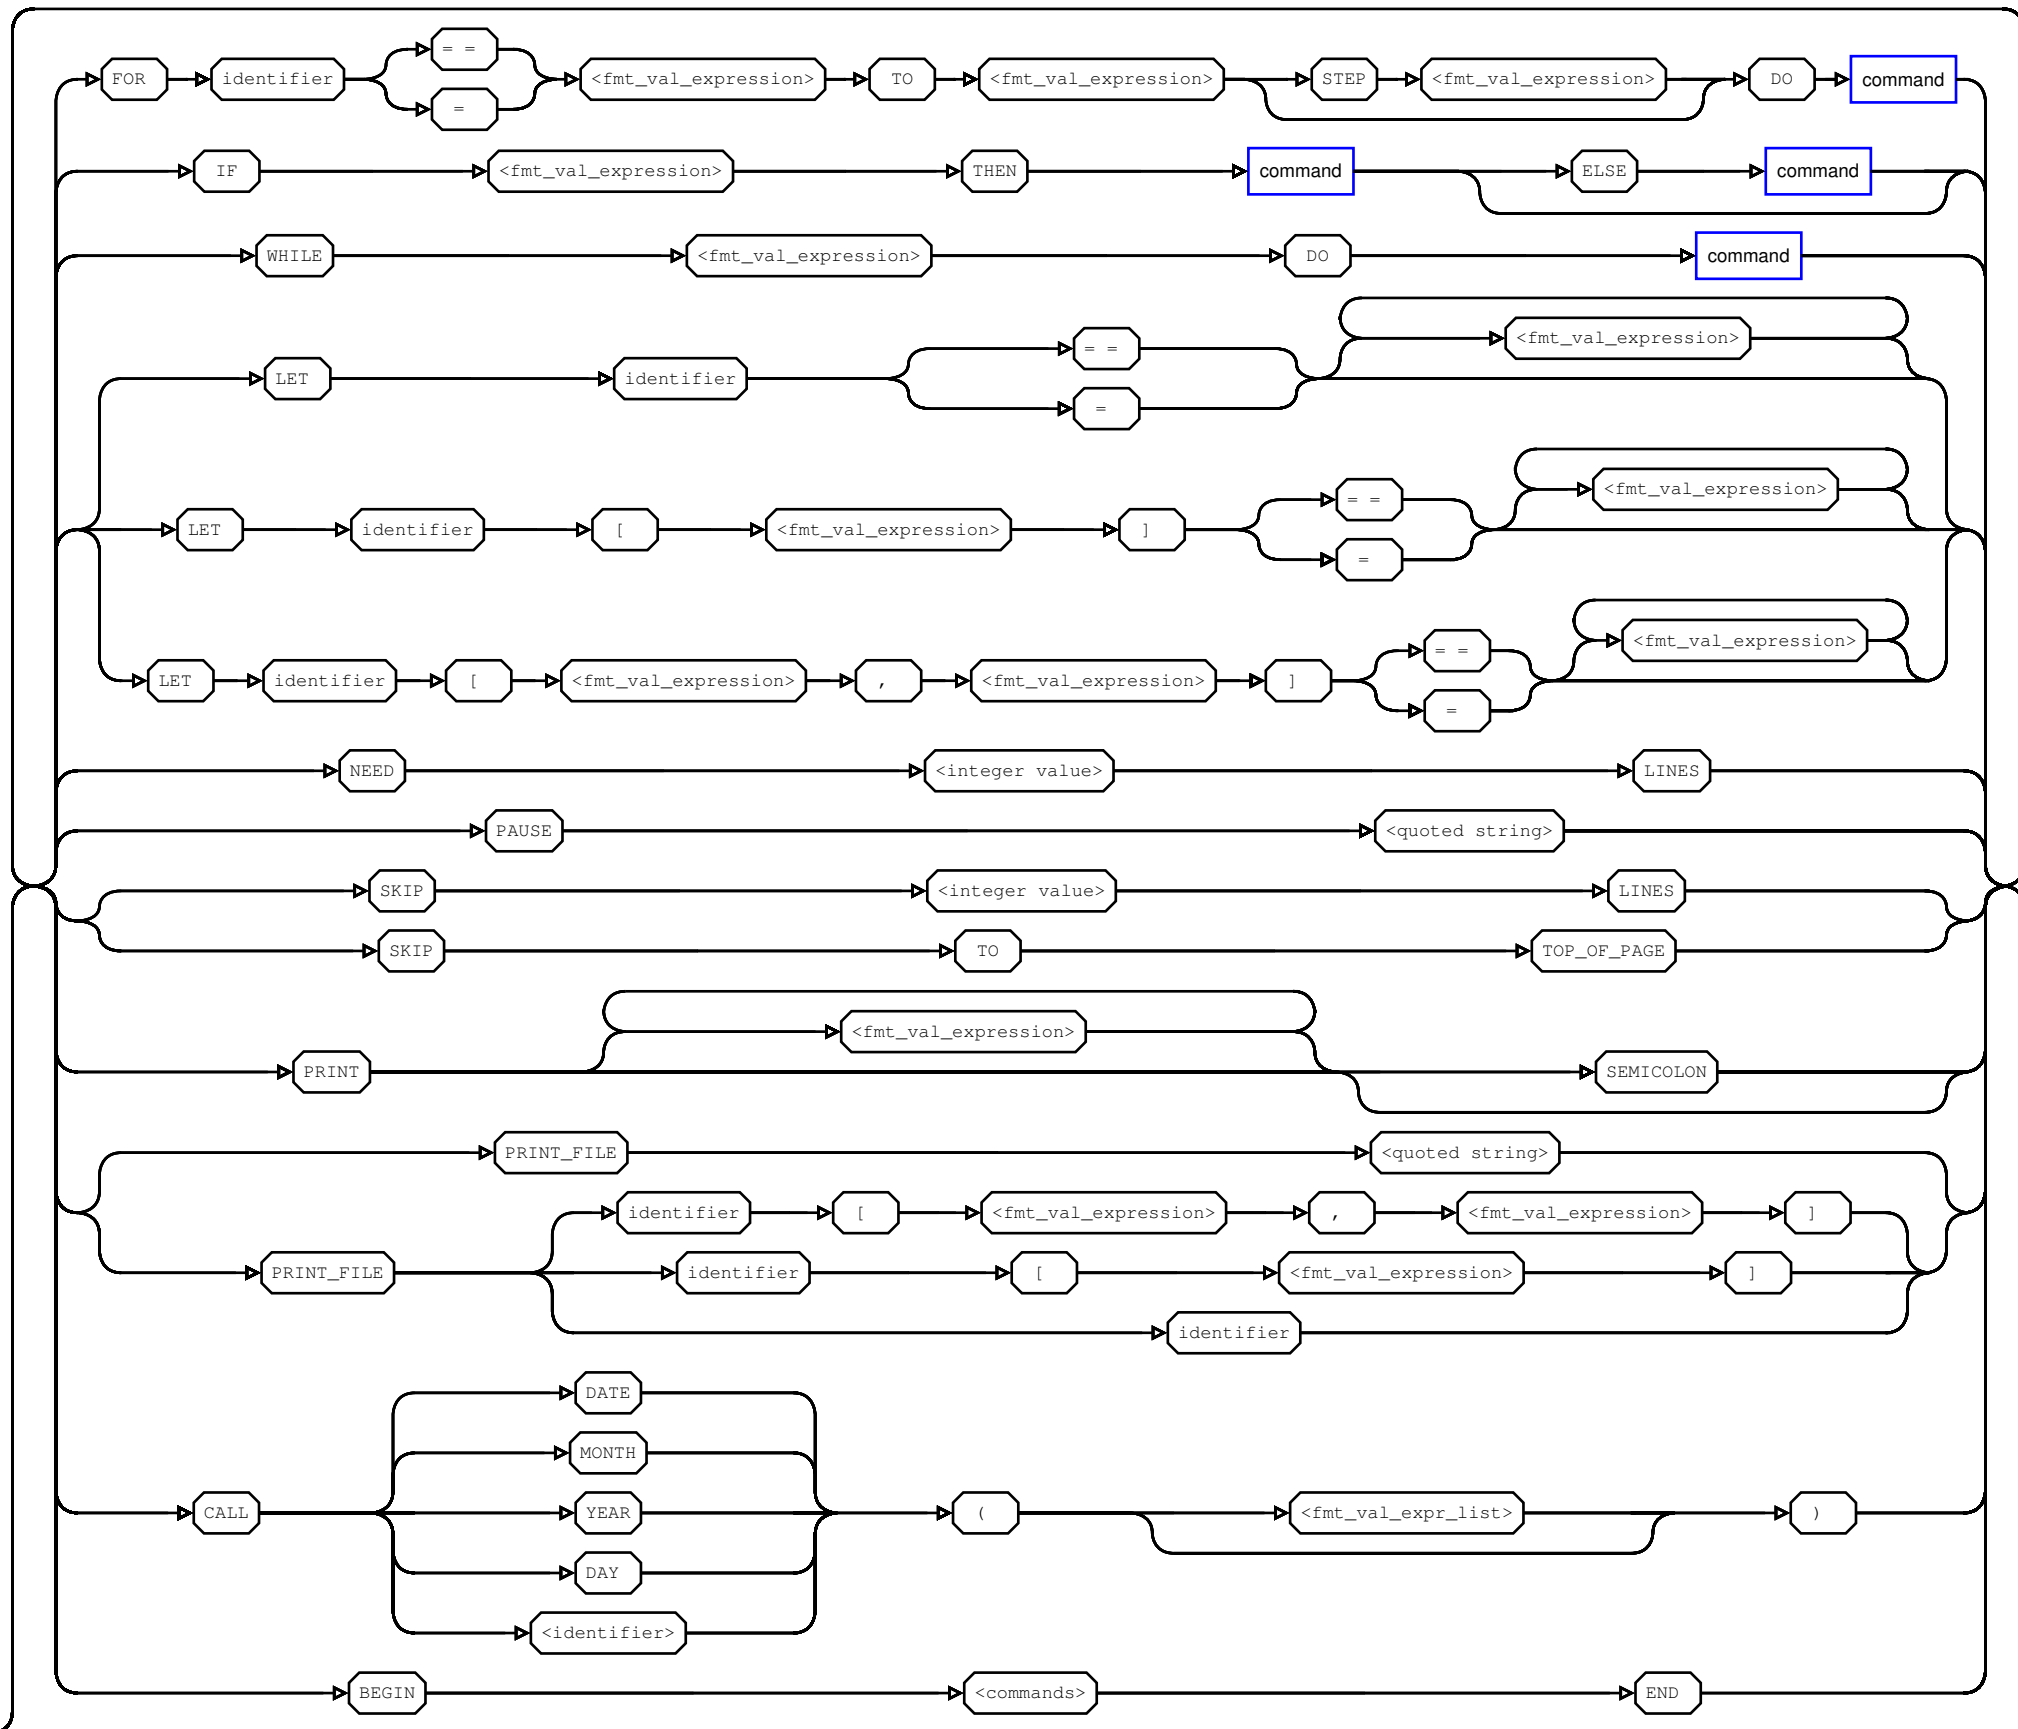 FOR identifier = = <fmt_val_expression> TO <fmt_val_expression> STEP <fmt_val_expression> DO command
=
IF <fmt_val_expression> THEN command ELSE command
WHILE <fmt_val_expression> DO command
<fmt_val_expression>
= =
LET identifier
=
<fmt_val_expression>
= =
LET identifier [ <fmt_val_expression> ]
=
<fmt_val_expression>
= =
LET identifier [ <fmt_val_expression> , <fmt_val_expression> ]
=
NEED <integer value> LINES
PAUSE <quoted string>
SKIP <integer value> LINES
SKIP TO TOP_OF_PAGE
<fmt_val_expression>
PRINT SEMICOLON
PRINT_FILE <quoted string>
identifier [ <fmt_val_expression> , <fmt_val_expression> ]
PRINT_FILE identifier [ <fmt_val_expression> ]
identifier
DATE
MONTH
CALL YEAR ( <fmt_val_expr_list> )
DAY
<identifier>
BEGIN <commands> END